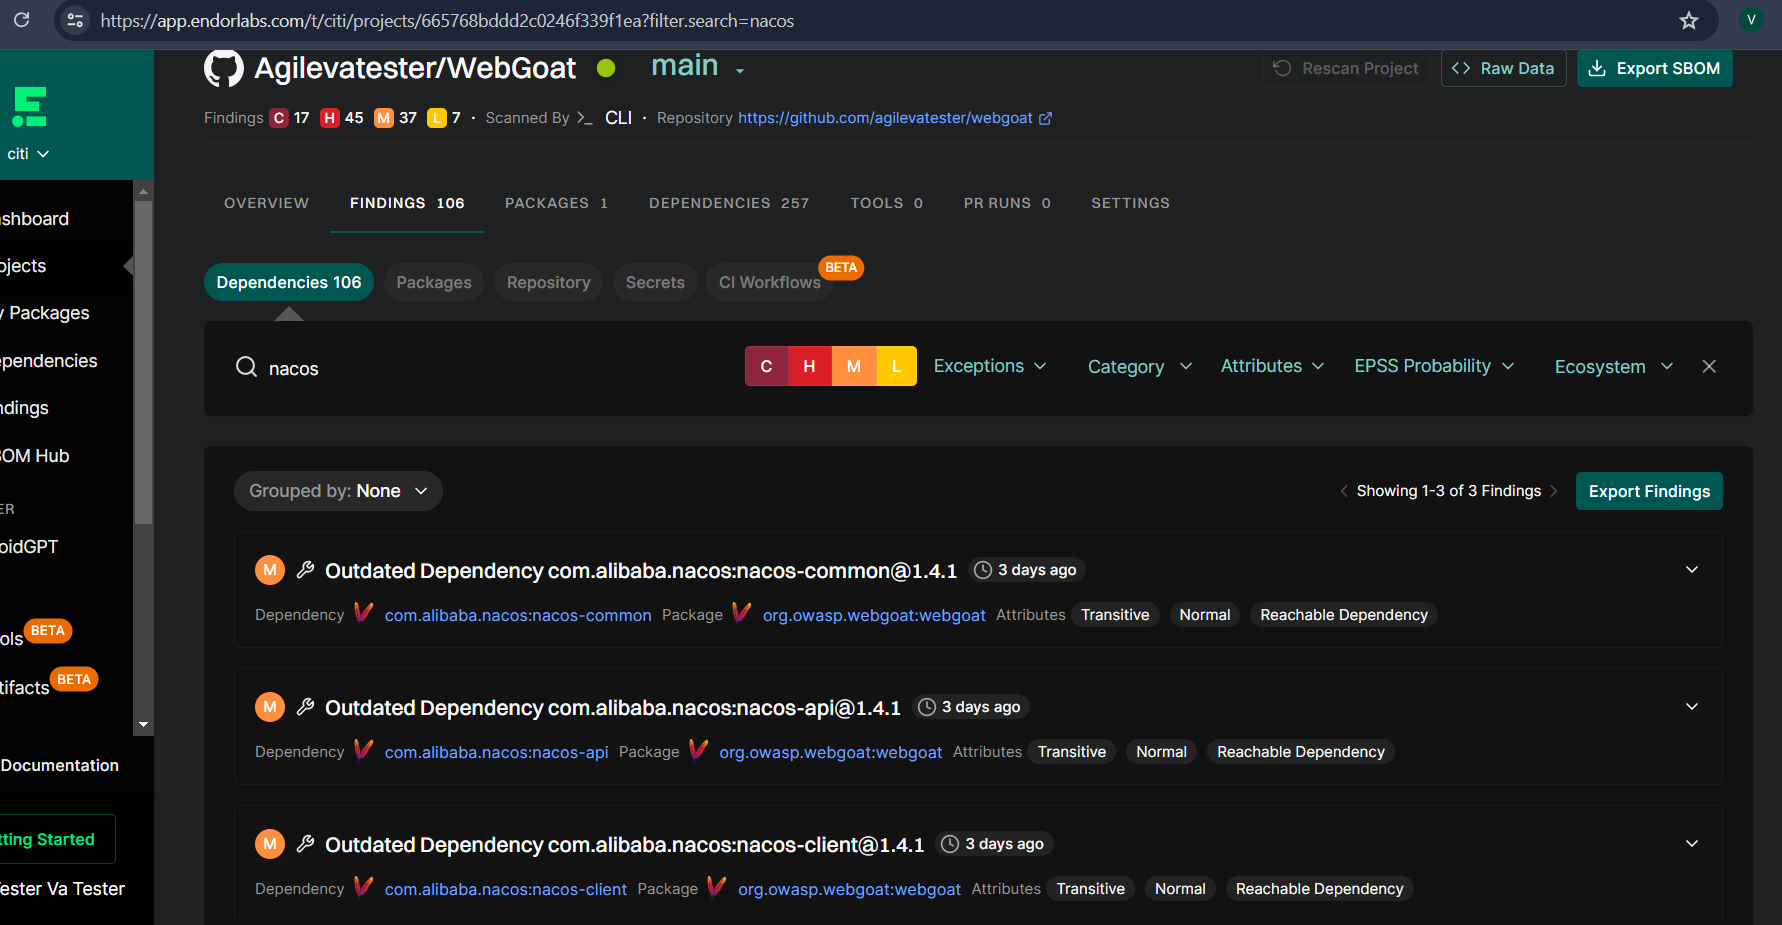 https://app.endorlabs.com/t/citi/projects/665768bddd2c0246f339f1ea?filter.search=nacos
V
citi
shboard
ojects
y Packages
ependencies
ndings
BOM Hub
ER
oidGPT
ols BETA
tifacts BETA
Documentation
tting Started
ester Va Tester
Agilevatester/WebGoat main
Rescan Project
Raw Data
Export SBOM
Findings C 17 H 45 M 37 L 7 · Scanned By CLI · Repository https://github.com/agilevatester/webgoat
OVERVIEW FINDINGS 106 PACKAGES 1 DEPENDENCIES 257 TOOLS 0 PR RUNS 0 SETTINGS
Dependencies 106 Packages Repository Secrets CI Workflows BETA
nacos C H M L Exceptions Category Attributes EPSS Probability Ecosystem
Grouped by: None
Showing 1-3 of 3 Findings
Export Findings
M Outdated Dependency com.alibaba.nacos:nacos-common@1.4.1 3 days ago
Dependency com.alibaba.nacos:nacos-common Package org.owasp.webgoat:webgoat Attributes Transitive Normal Reachable Dependency
M Outdated Dependency com.alibaba.nacos:nacos-api@1.4.1 3 days ago
Dependency com.alibaba.nacos:nacos-api Package org.owasp.webgoat:webgoat Attributes Transitive Normal Reachable Dependency
M Outdated Dependency com.alibaba.nacos:nacos-client@1.4.1 3 days ago
Dependency com.alibaba.nacos:nacos-client Package org.owasp.webgoat:webgoat Attributes Transitive Normal Reachable Dependency